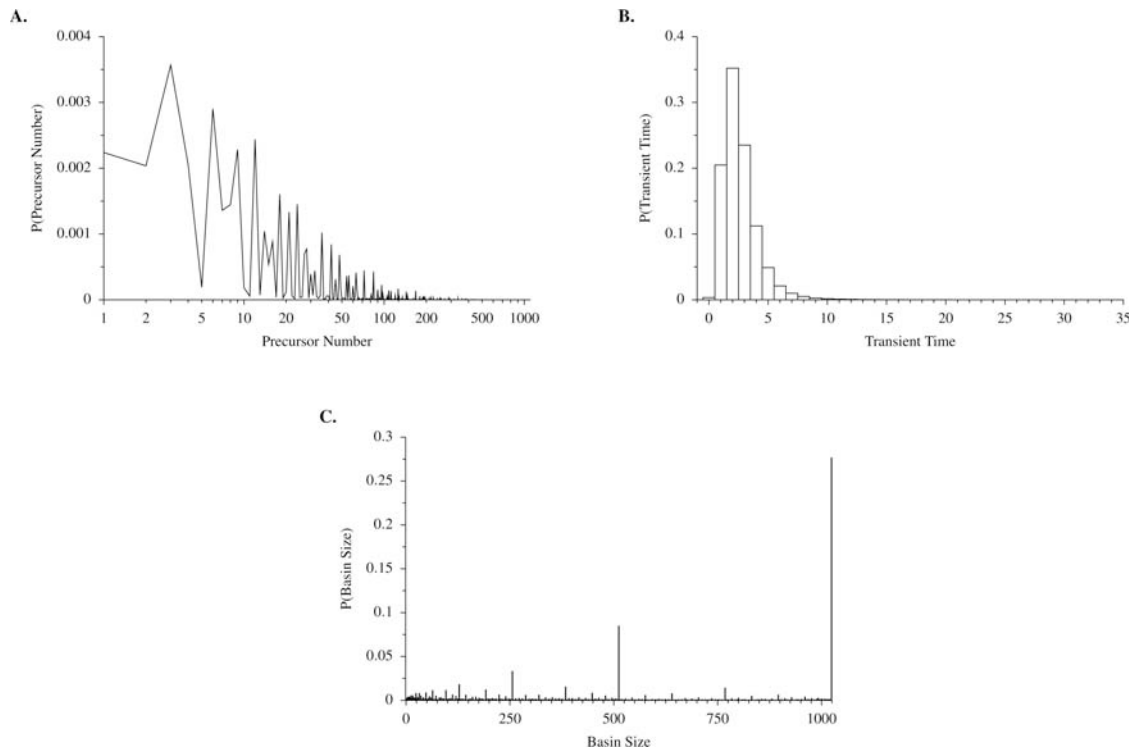 A.
P(Precursor Number)
0.004
0.003
0.002
0.001
0
1 2 5 10 20 50 100 200 500 1000
Precursor Number
B.
P(Transient Time)
0.4
0.3
0.2
0.1
0
0 5 10 15 20 25 30 35
Transient Time
C.
P(Basin Size)
0.3
0.25
0.2
0.15
0.1
0.05
0
0 250 500 750 1000
Basin Size